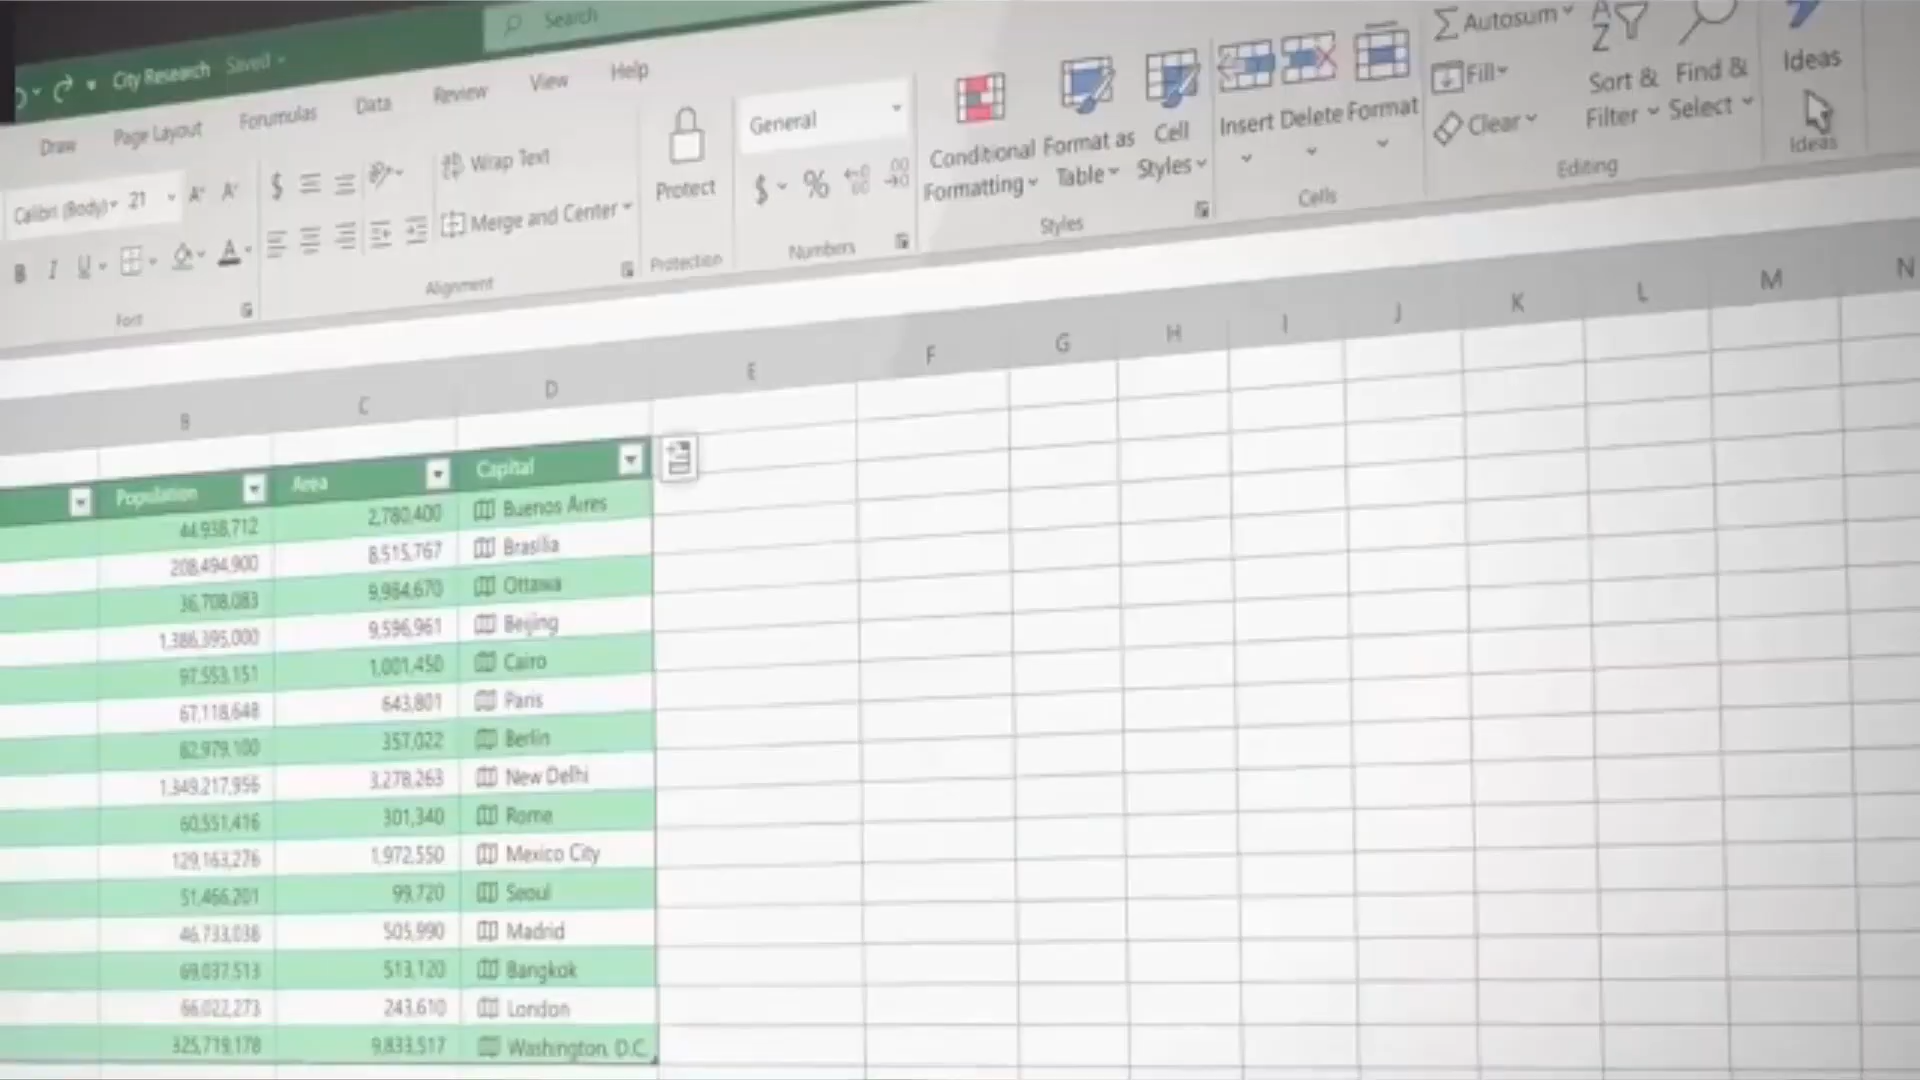 Search
City Research Saved
Draw Page Layout Forumulas Data Review View Help
Calibri (Body) 21
Wrap Text
Merge and Center
Protect
General
$ %
Conditional Formatting
Format as Table
Cell Styles
Insert Delete Format
Autosum
Fill
Clear
Sort & Filter
Find & Select
Ideas
B I U A
Font Alignment Protection Numbers Styles Cells Editing Ideas
B C D E F G H I J K L M N
Population Area Capital
44,938,712 2,780,400 Buenos Aires
208,494,900 8,515,767 Brasilia
36,708,083 9,984,670 Ottawa
1,386,395,000 9,596,961 Beijing
97,553,151 1,001,450 Cairo
67,118,648 643,801 Paris
82,979,100 357,022 Berlin
1,349,217,956 3,278,263 New Delhi
60,551,416 301,340 Rome
129,163,276 1,972,550 Mexico City
51,466,201 99,720 Seoul
46,733,038 505,990 Madrid
69,037,513 513,120 Bangkok
66,022,273 243,610 London
325,719,178 9,833,517 Washington, D.C.